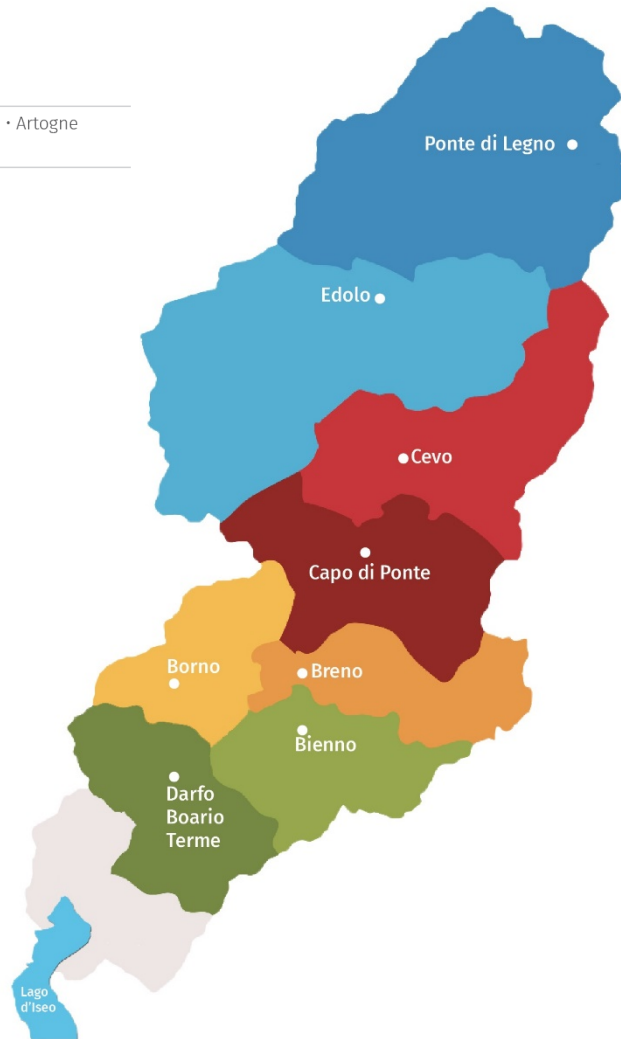 • Artogne
Ponte di Legno
Edolo
Cevo
Capo di Ponte
Borno
Breno
Bienno
Darfo
Boario
Terme
Lago
d'Iseo